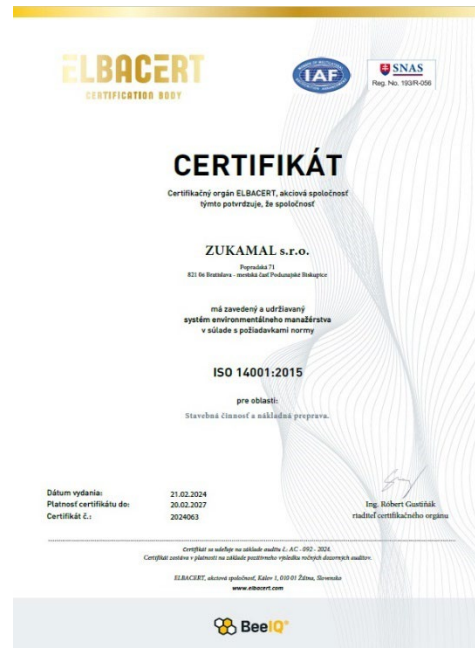 ELBACERT
CERTIFICATION BODY
IAF
SNAS
Reg. No. 193/R-056
CERTIFIKÁT
Certifikačný orgán ELBACERT, akciová spoločnosť
týmto potvrdzuje, že spoločnosť
ZUKAMAL s.r.o.
Popradská 71
821 06 Bratislava - mestská časť Podunajské Biskupice
má zavedený a udržiavaný
systém environmentálneho manažérstva
v súlade s požiadavkami normy
ISO 14001:2015
pre oblasti:
Stavebná činnosť a nákladná preprava.
Dátum vydania: 21.02.2024
Platnosť certifikátu do: 20.02.2027
Certifikát č.: 2024063
Ing. Róbert Gustiňák
riaditeľ certifikačného orgánu
Certifikát sa udeľuje na základe auditu č.: AC - 092 - 2024.
Certifikát zostáva v platnosti na základe pozitívneho výsledku ročných dozorných auditov.
ELBACERT, akciová spoločnosť, Kálov 1, 010 01 Žilina, Slovensko
www.elbacert.com
BeeIQ